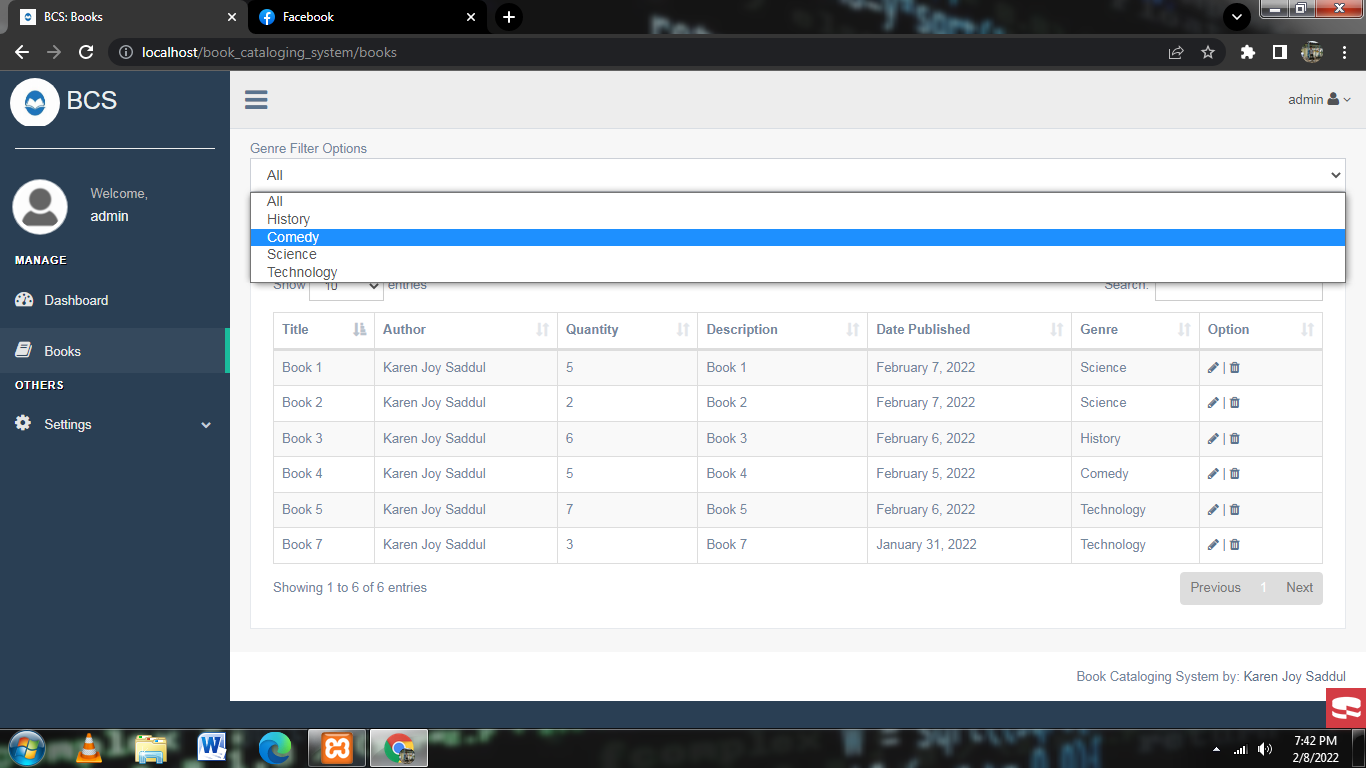 BCS: Books
Facebook
localhost/book_cataloging_system/books
BCS
admin
Welcome,
admin
MANAGE
Dashboard
Books
OTHERS
Settings
Genre Filter Options
All
All
History
Comedy
Science
Technology
Show 10 entries Search:
Title Author Quantity Description Date Published Genre Option
Book 1 Karen Joy Saddul 5 Book 1 February 7, 2022 Science |
Book 2 Karen Joy Saddul 2 Book 2 February 7, 2022 Science |
Book 3 Karen Joy Saddul 6 Book 3 February 6, 2022 History |
Book 4 Karen Joy Saddul 5 Book 4 February 5, 2022 Comedy |
Book 5 Karen Joy Saddul 7 Book 5 February 6, 2022 Technology |
Book 7 Karen Joy Saddul 3 Book 7 January 31, 2022 Technology |
Showing 1 to 6 of 6 entries Previous 1 Next
Book Cataloging System by: Karen Joy Saddul
7:42 PM
2/8/2022